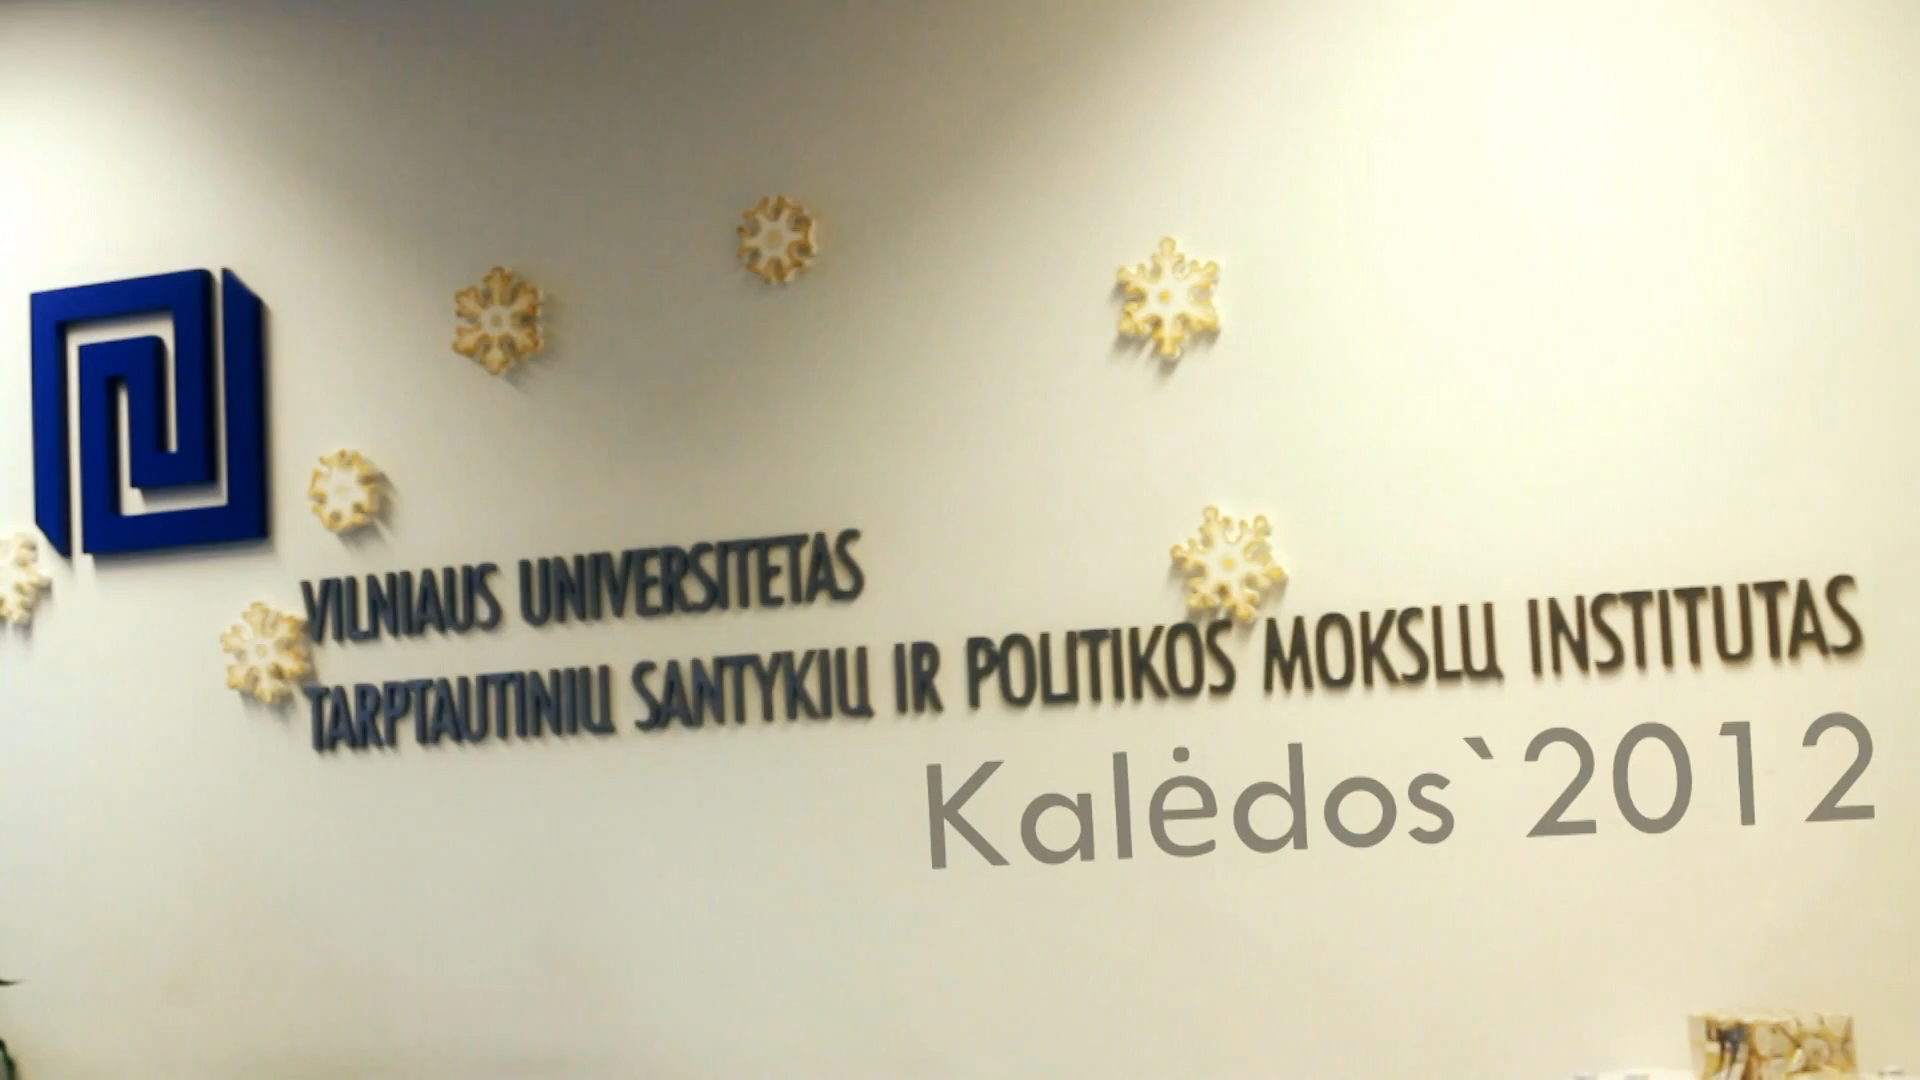 VILNIAUS UNIVERSITETAS
TARPTAUTINIŲ SANTYKIŲ IR POLITIKOS MOKSLŲ INSTITUTAS
Kalėdos`2012